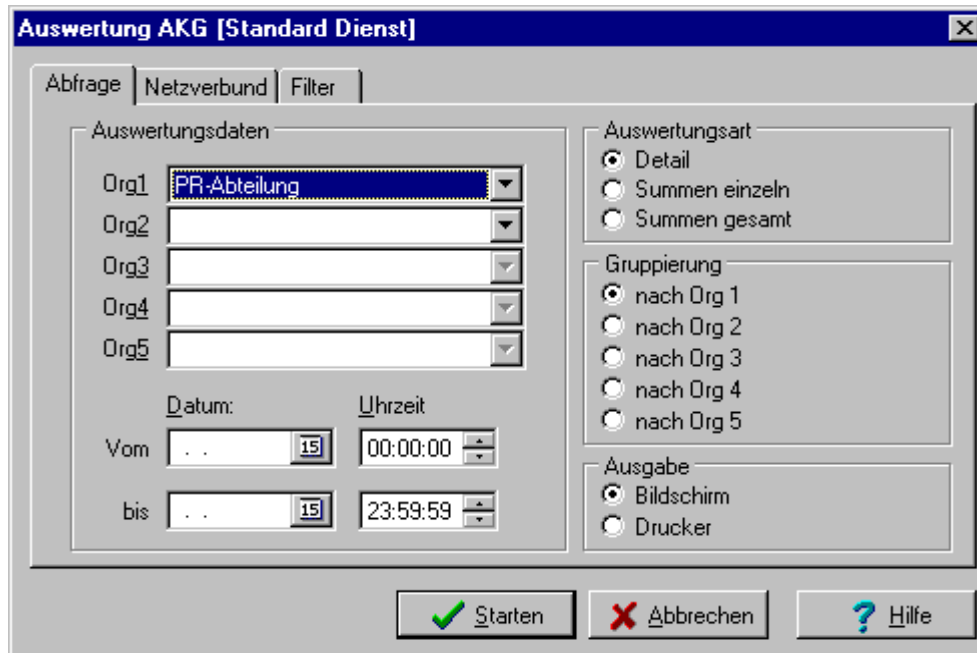 Auswertung AKG [Standard Dienst]
Abfrage Netzverbund Filter
Auswertungsdaten
Org1 PR-Abteilung
Org2
Org3
Org4
Org5
Datum: Uhrzeit
Vom . . 15 00:00:00
bis . . 15 23:59:59
Auswertungsart
Detail
Summen einzeln
Summen gesamt
Gruppierung
nach Org 1
nach Org 2
nach Org 3
nach Org 4
nach Org 5
Ausgabe
Bildschirm
Drucker
Starten Abbrechen ? Hilfe